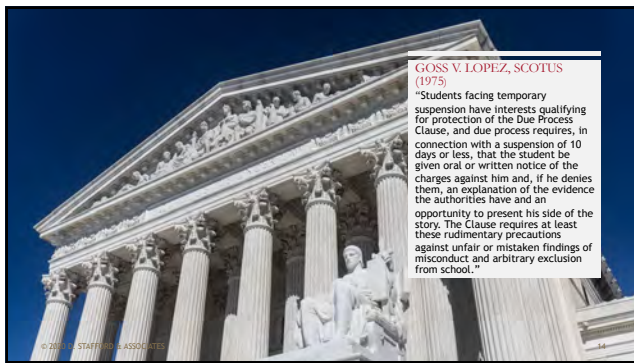 GOSS V. LOPEZ, SCOTUS
(1975)
“Students facing temporary
suspension have interests qualifying
for protection of the Due Process
Clause, and due process requires, in
connection with a suspension of 10
days or less, that the student be
given oral or written notice of the
charges against him and, if he denies
them, an explanation of the evidence
the authorities have and an
opportunity to present his side of the
story. The Clause requires at least
these rudimentary precautions
against unfair or mistaken findings of
misconduct and arbitrary exclusion
from school.”
© STAFFORD & ASSOCIATES
14